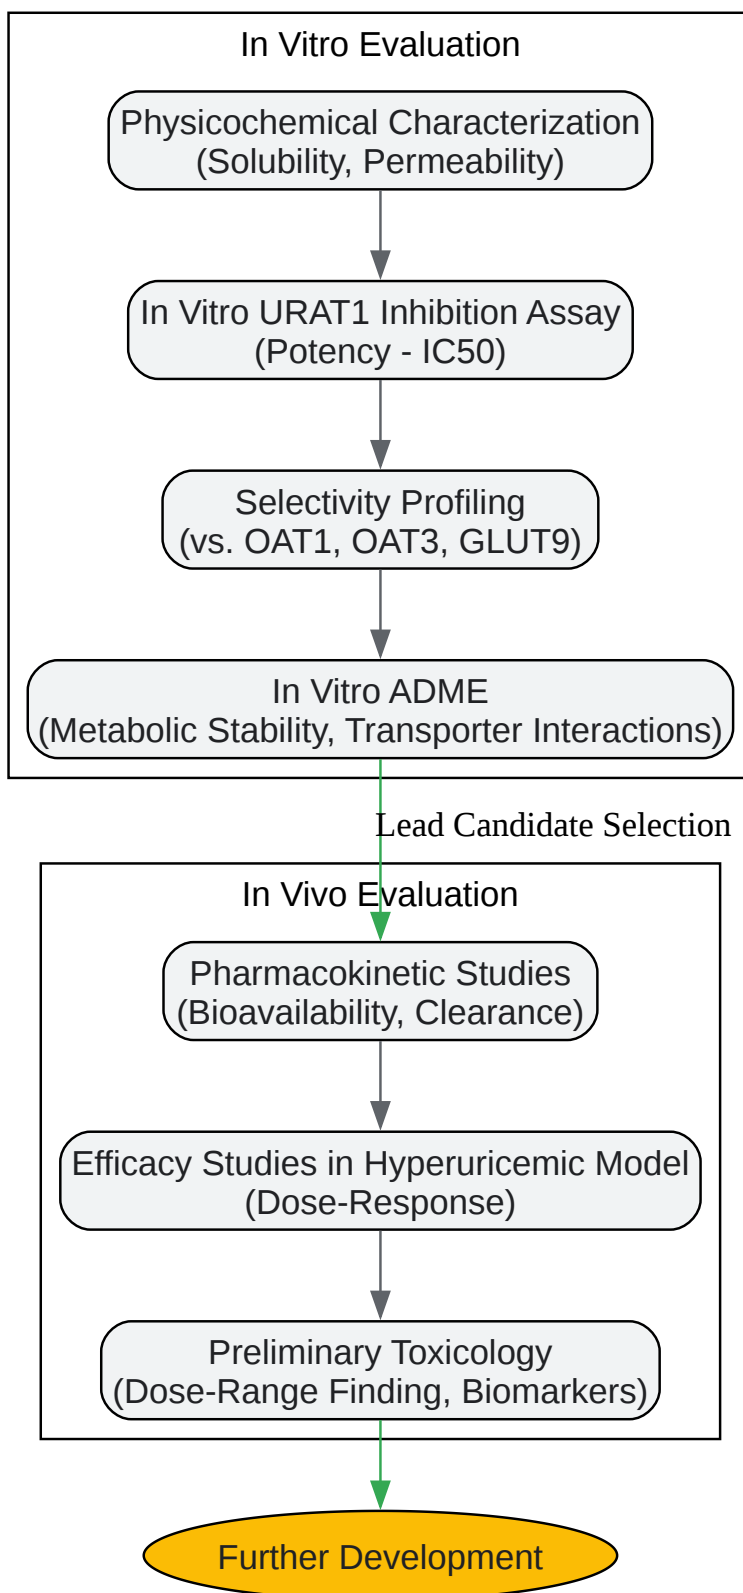 In Vitro Evaluation
Physicochemical Characterization
(Solubility, Permeability)
In Vitro URAT1 Inhibition Assay
(Potency - IC50)
Selectivity Profiling
(vs. OAT1, OAT3, GLUT9)
In Vitro ADME
(Metabolic Stability, Transporter Interactions)
Lead Candidate Selection
In Vivo Evaluation
Pharmacokinetic Studies
(Bioavailability, Clearance)
Efficacy Studies in Hyperuricemic Model
(Dose-Response)
Preliminary Toxicology
(Dose-Range Finding, Biomarkers)
Further Development